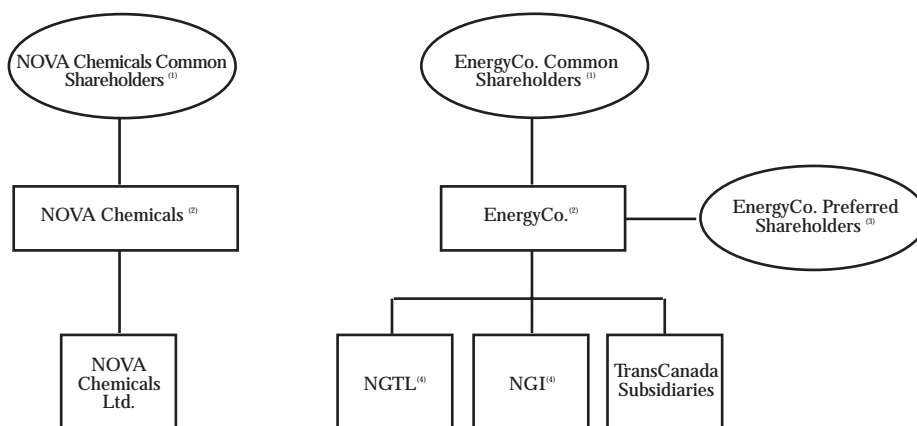 NOVA Chemicals Common
Shareholders (1)
EnergyCo. Common
Shareholders (1)
NOVA Chemicals (2)
EnergyCo.(2)
EnergyCo. Preferred
Shareholders (3)
NOVA
Chemicals
Ltd.
NGTL(4)
NGI(4)
TransCanada
Subsidiaries